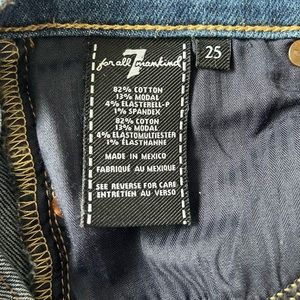 7
for all mankind
25
82% COTTON
13% MODAL
4% ELASTERELL-P
1% SPANDEX
82% COTON
13% MODAL
4% ELASTOMULTIESTER
1% ÉLASTHANNE
MADE IN MEXICO
FABRIQUÉ AU MEXIQUE
SEE REVERSE FOR CARE
ENTRETIEN AU VERSO